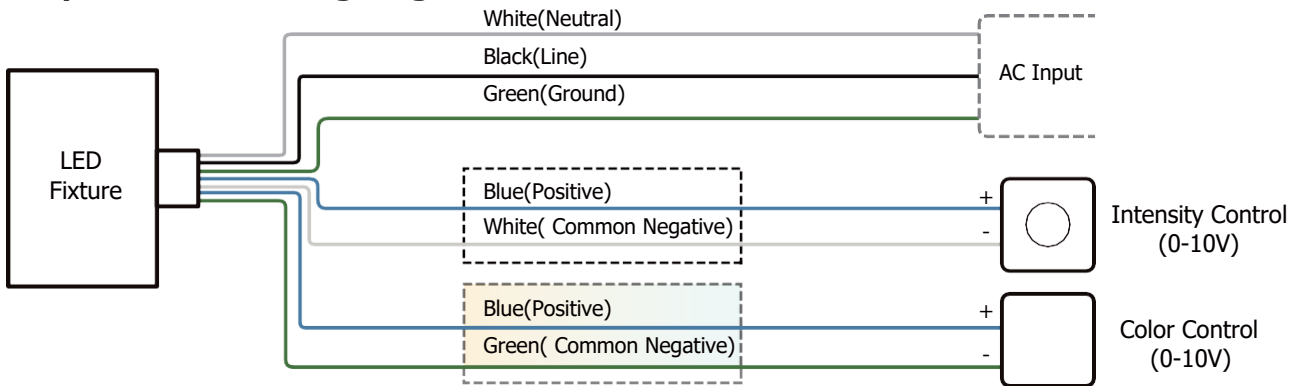 White(Neutral)
Black(Line)
AC Input
Green(Ground)
LED
Fixture
Blue(Positive)
+
White( Common Negative)
-
Intensity Control
(0-10V)
Blue(Positive)
+
Green( Common Negative)
-
Color Control
(0-10V)